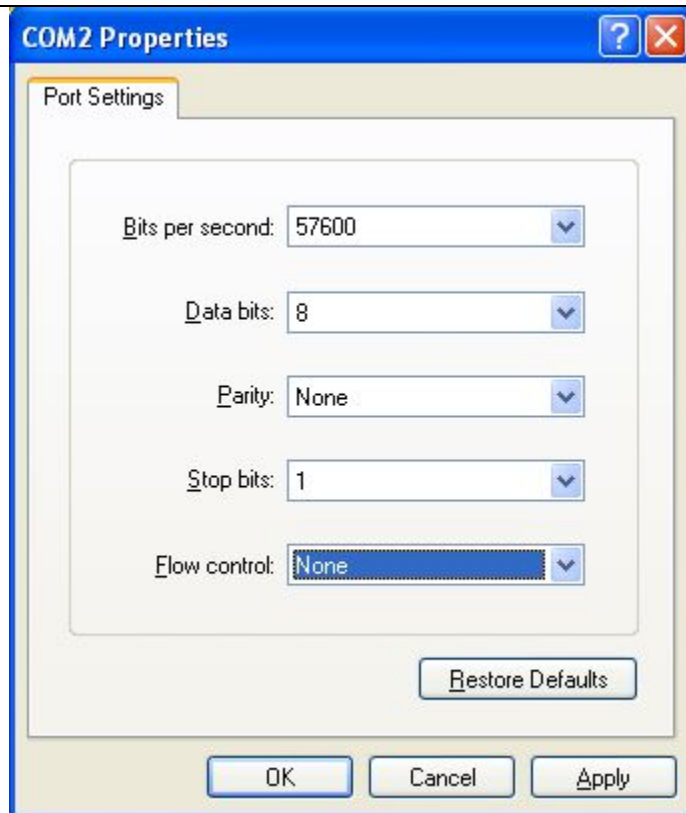 COM2 Properties
?
Port Settings
Bits per second: 57600
Data bits: 8
Parity: None
Stop bits: 1
Flow control: None
Restore Defaults
OK Cancel Apply